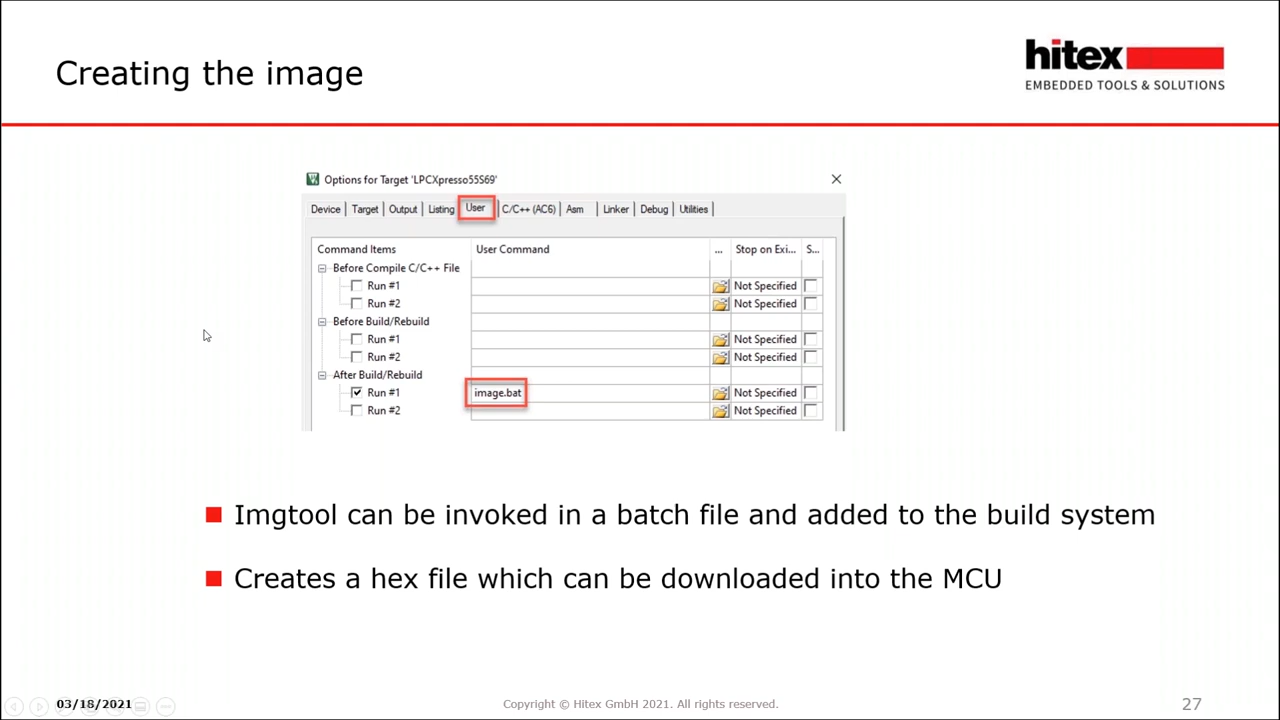 Creating the image
hitex
EMBEDDED TOOLS & SOLUTIONS
Options for Target 'LPCXpresso55S69'
Device Target Output Listing User C/C++ (AC6) Asm Linker Debug Utilities
Command Items User Command ... Stop on Exi... S...
Before Compile C/C++ File
Run #1 Not Specified
Run #2 Not Specified
Before Build/Rebuild
Run #1 Not Specified
Run #2 Not Specified
After Build/Rebuild
Run #1 image.bat Not Specified
Run #2 Not Specified
Imgtool can be invoked in a batch file and added to the build system
Creates a hex file which can be downloaded into the MCU
03/18/2021 Copyright © Hitex GmbH 2021. All rights reserved. 27